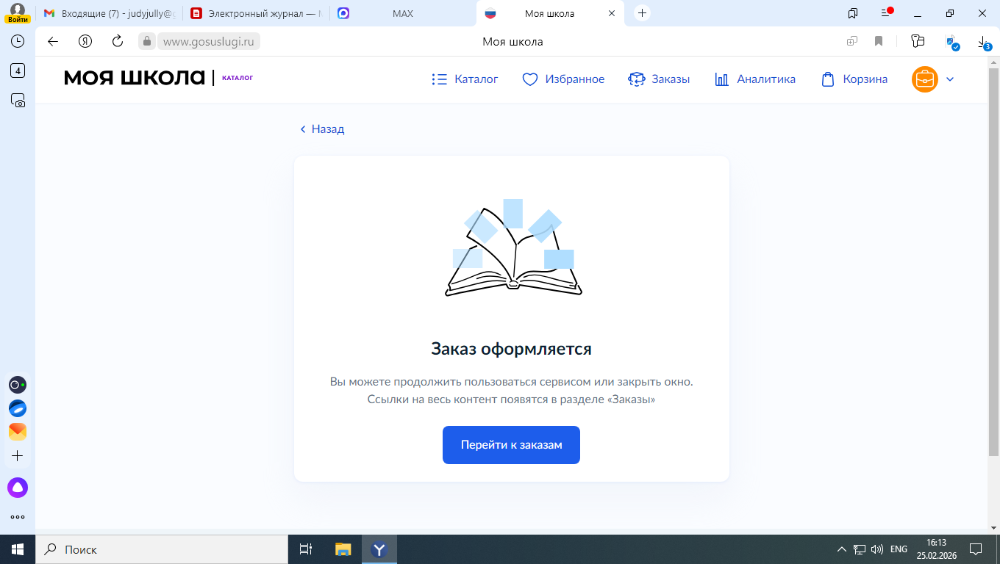 Войти
Входящие (7) - judyjully@g
Электронный журнал —
MAX
Моя школа
4
www.gosuslugi.ru
Моя школа
3
МОЯ ШКОЛА | КАТАЛОГ
Каталог
Избранное
Заказы
Аналитика
Корзина
Назад
Заказ оформляется
Вы можете продолжить пользоваться сервисом или закрыть окно.
Ссылки на весь контент появятся в разделе «Заказы»
Перейти к заказам
Поиск
ENG
16:13
25.02.2026